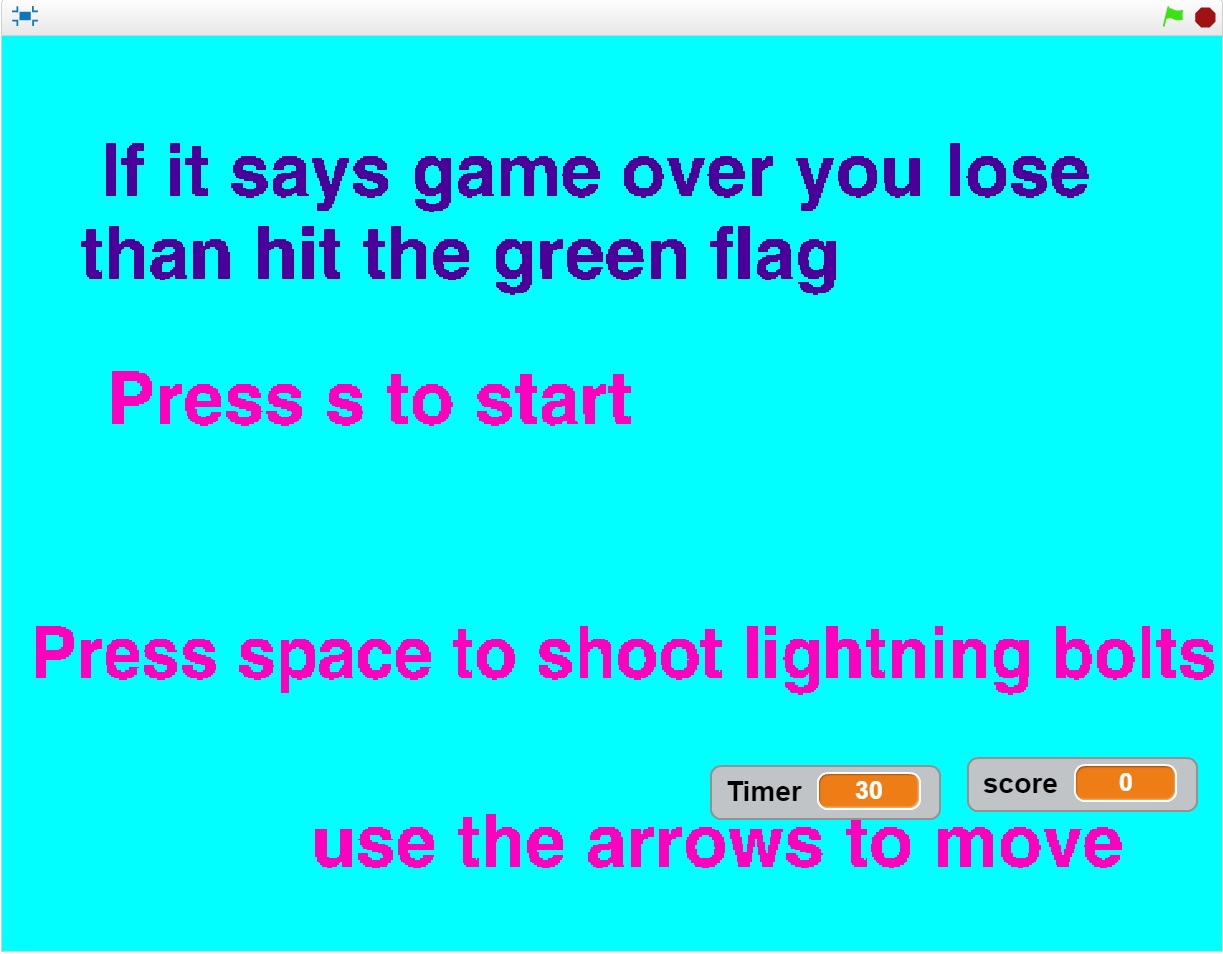 If it says game over you lose
than hit the green flag
Press s to start
Press space to shoot lightning bolts
Timer 30
score 0
use the arrows to move